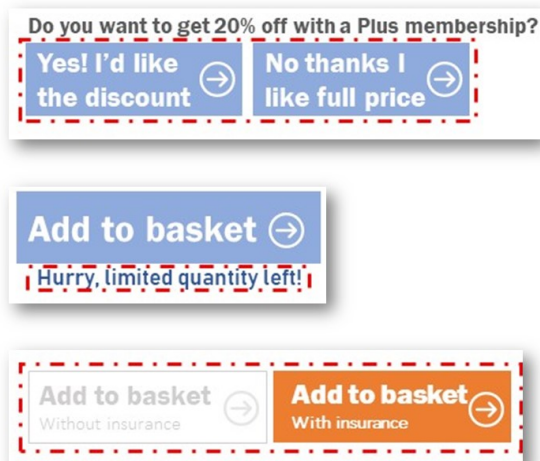 Do you want to get 20% off with a Plus membership?
Yes! I'd like
the discount
No thanks I
like full price
Add to basket
Hurry, limited quantity left!
Add to basket
Without insurance
Add to basket
With insurance